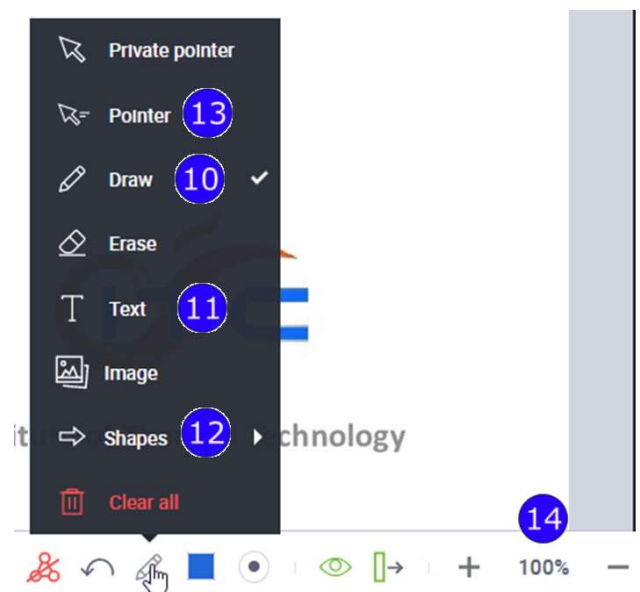 Private pointer
Pointer 13
Draw 10
Erase
Text 11
Image
Shapes 12
chnology
Clear all
14
100%